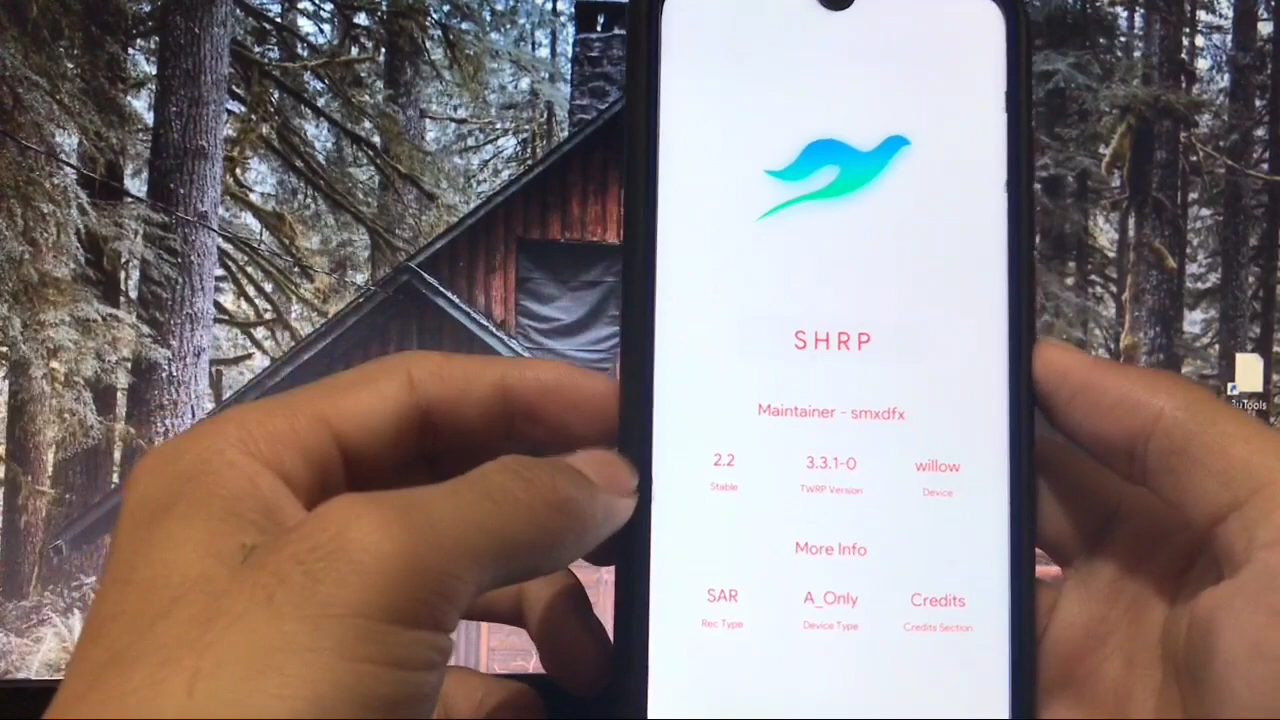 SHRP
Maintainer - smxdfx
2.2
Stable
3.3.1-0
TWRP Version
willow
Device
More Info
SAR
Rec Type
A_Only
Device Type
Credits
Credits Section
3uTools